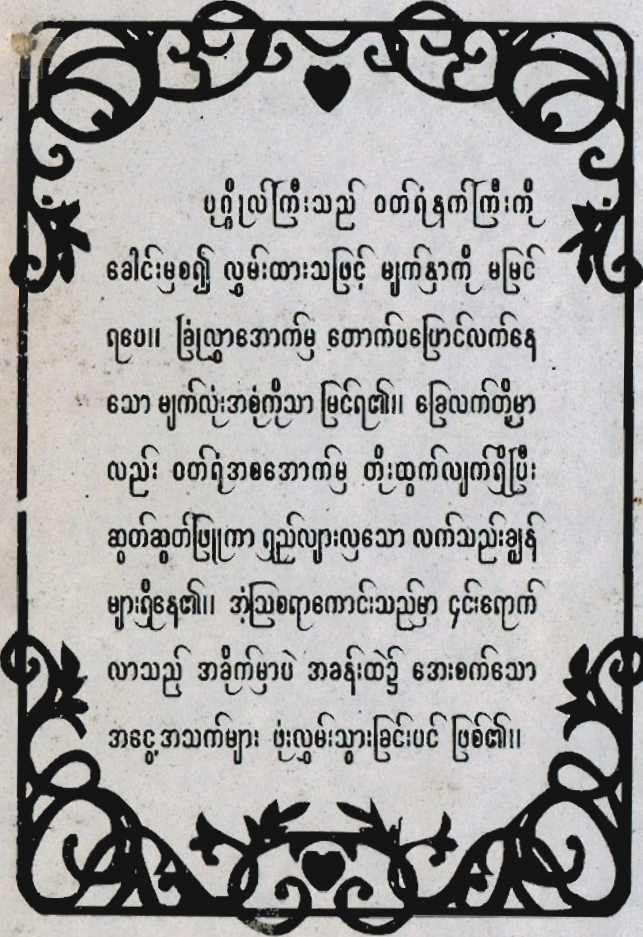 ပုဂ္ဂိုလ်ကြီးသည် ဝတ်ရုံနက်ကြီးကို
ခေါင်းမှစ၍ လွှမ်းထားသဖြင့် မျက်နှာကို မမြင်
ရပေ။ ခြုံလွှာအောက်မှ တောက်ပပြောင်လက်နေ
သော မျက်လုံးအစုံကိုသာ မြင်ရ၏။ ခြေလက်တို့မှာ
လည်း ဝတ်ရုံအစအောက်မှ တိုးထွက်လျက်ရှိပြီး
ဆွတ်ဆွတ်ဖြူကာ ရှည်လျားလှသော လက်သည်းချွန်
များရှိနေ၏။ အံ့ဩစရာကောင်းသည်မှာ ၎င်းရောက်
လာသည့် အခိုက်မှာပဲ အခန်းထဲ၌ အေးစက်သော
အငွေ့အသက်များ ဖုံးလွှမ်းသွားခြင်းပင် ဖြစ်၏။